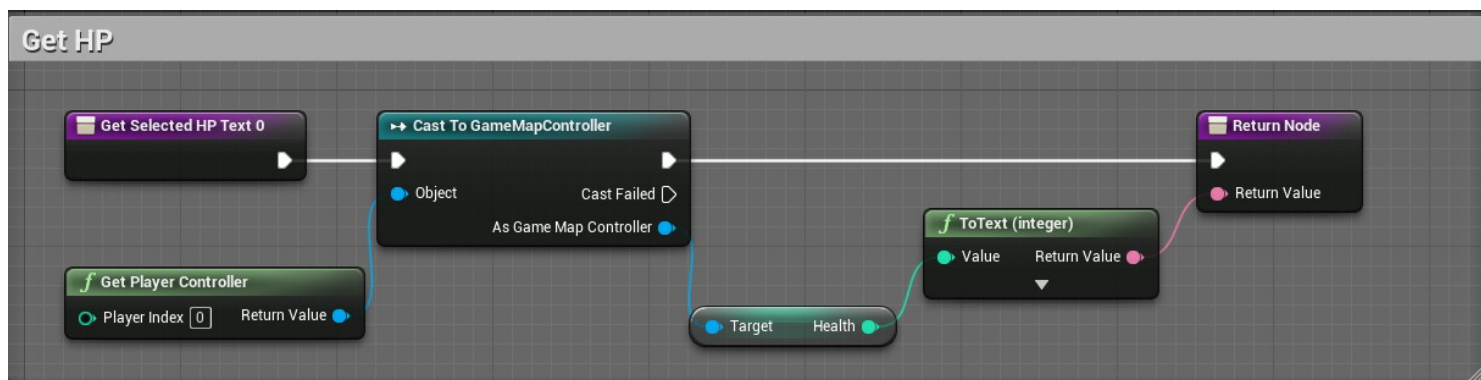 Get HP
Get Selected HP Text 0
Cast To GameMapController
Object
Cast Failed
As Game Map Controller
f Get Player Controller
Player Index 0
Return Value
Target
Health
f ToText (integer)
Value
Return Value
Return Node
Return Value